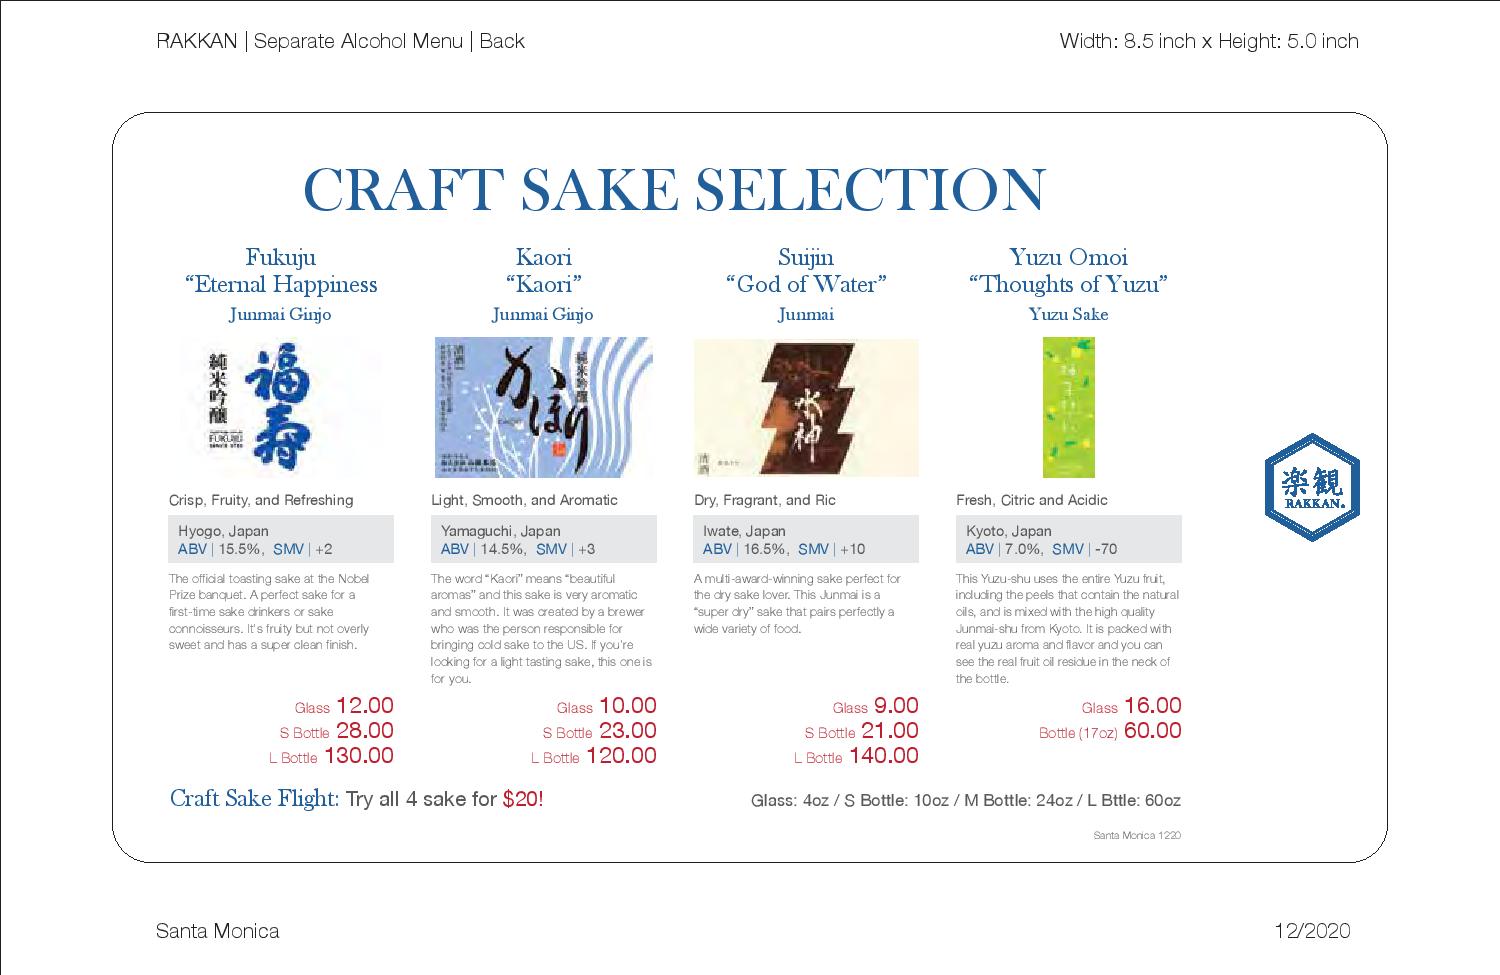 RAKKAN | Separate Alcohol Menu | Back
Width: 8.5 inch x Height: 5.0 inch
CRAFT SAKE SELECTION
Fukuju
“Eternal Happiness
Junmai Ginjo
純米吟醸
福寿
FUKUJU
Crisp, Fruity, and Refreshing
Hyogo, Japan
ABV | 15.5%, SMV | +2
The official toasting sake at the Nobel
Prize banquet. A perfect sake for a
first-time sake drinkers or sake
connoisseurs. It's fruity but not overly
sweet and has a super clean finish.
Glass 12.00
S Bottle 28.00
L Bottle 130.00
Kaori
“Kaori”
Junmai Ginjo
清酒
かほり
純米吟醸
Light, Smooth, and Aromatic
Yamaguchi, Japan
ABV | 14.5%, SMV | +3
The word “Kaori” means “beautiful
aromas” and this sake is very aromatic
and smooth. It was created by a brewer
who was the person responsible for
bringing cold sake to the US. If you're
looking for a light tasting sake, this one is
for you.
Glass 10.00
S Bottle 23.00
L Bottle 120.00
Suijin
“God of Water”
Junmai
水神
清酒
Dry, Fragrant, and Ric
Iwate, Japan
ABV | 16.5%, SMV | +10
A multi-award-winning sake perfect for
the dry sake lover. This Junmai is a
“super dry” sake that pairs perfectly a
wide variety of food.
Glass 9.00
S Bottle 21.00
L Bottle 140.00
Yuzu Omoi
“Thoughts of Yuzu”
Yuzu Sake
Fresh, Citric and Acidic
Kyoto, Japan
ABV | 7.0%, SMV | -70
This Yuzu-shu uses the entire Yuzu fruit,
including the peels that contain the natural
oils, and is mixed with the high quality
Junmai-shu from Kyoto. It is packed with
real yuzu aroma and flavor and you can
see the real fruit oil residue in the neck of
the bottle.
Glass 16.00
Bottle (17oz) 60.00
楽観
RAKKAN.
Craft Sake Flight: Try all 4 sake for $20!
Glass: 4oz / S Bottle: 10oz / M Bottle: 24oz / L Bttle: 60oz
Santa Monica 1220
Santa Monica
12/2020